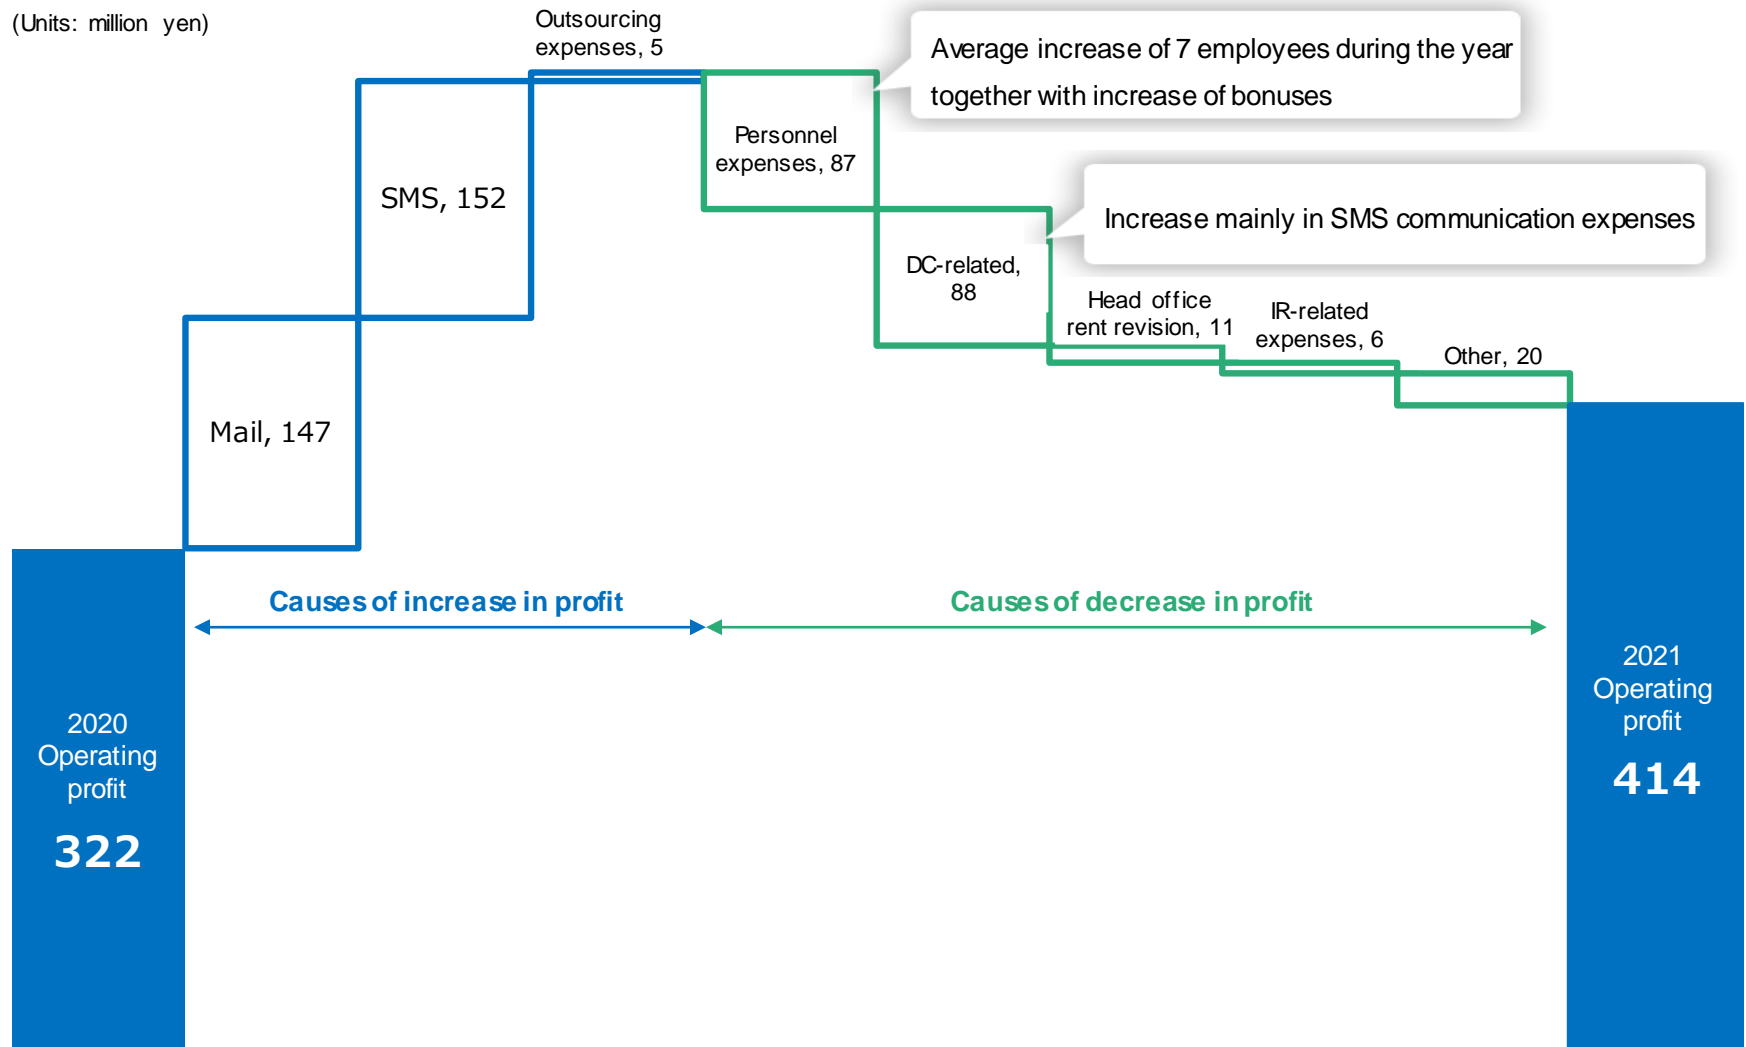 (Units: million yen)
Outsourcing
expenses, 5
Average increase of 7 employees during the year
together with increase of bonuses
Personnel
expenses, 87
SMS, 152
Increase mainly in SMS communication expenses
DC-related,
88
Head office
rent revision, 11
IR-related
expenses, 6
Other, 20
Mail, 147
Causes of increase in profit
Causes of decrease in profit
2020
Operating
profit
322
2021
Operating
profit
414